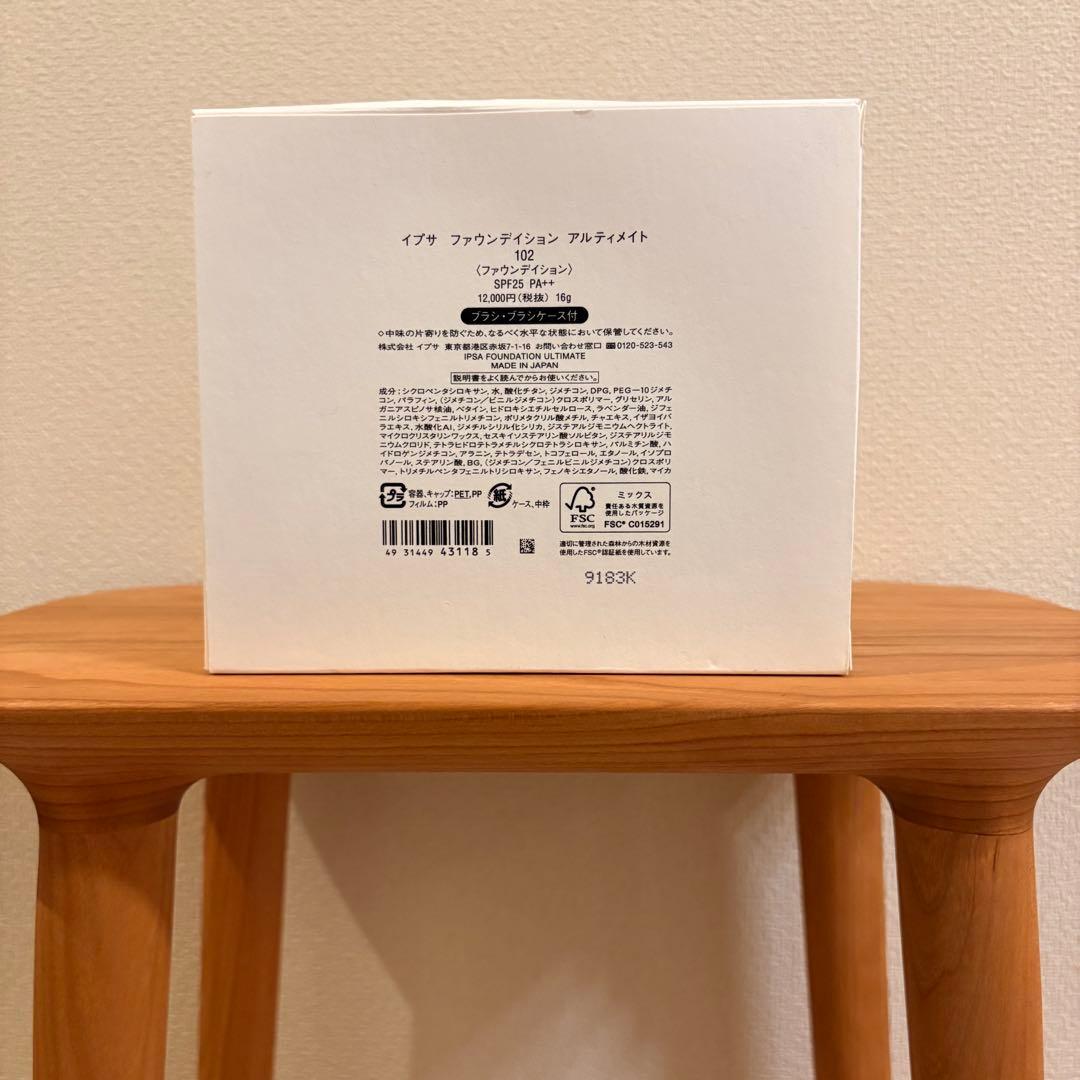 イプサ ファウンデイション アルティメイト
102
〈ファウンデイション〉
SPF25 PA++
12,000円(税抜) 16g
ブラシ・ブラシケース付
◇中味の片寄りを防ぐため、なるべく水平な状態において保管してください。
株式会社 イプサ 東京都港区赤坂7-1-16 お問い合わせ窓口 0120-523-543
IPSA FOUNDATION ULTIMATE
MADE IN JAPAN
説明書をよく読んでからお使いください。
成分:シクロペンタシロキサン、水、酸化チタン、ジメチコン、DPG、PEG-10ジメチ
コン、パラフィン、(ジメチコン/ビニルジメチコン)クロスポリマー、グリセリン、アル
ガニアスピノサ核油、ベタイン、ヒドロキシエチルセルロース、ラベンダー油、ジフェ
ニルシロキシフェニルトリメチコン、ポリメタクリル酸メチル、チャエキス、イザヨイバ
ラエキス、水酸化Al、ジメチルシリル化シリカ、ジステアルジモニウムヘクトライト、
マイクロクリスタリンワックス、セスキイソステアリン酸ソルビタン、ジステアリルジモ
ニウムクロリド、テトラヒドロテトラメチルシクロテトラシロキサン、パルミチン酸、ハ
イドロゲンジメチコン、アラニン、テトラデセン、トコフェロール、エタノール、イソプロ
パノール、ステアリン酸、BG、(ジメチコン/フェニルビニルジメチコン)クロスポリ
マー、トリメチルペンタフェニルトリシロキサン、フェノキシエタノール、酸化鉄、マイカ
プラ 容器、キャップ:PET,PP
フィルム:PP
紙 ケース、中枠
FSC
www.fsc.org
ミックス
責任ある木質資源を
使用したパッケージ
FSC® C015291
4931449431185
適切に管理された森林からの木材資源を
使用したFSC®認証紙を使用しています。
9183K